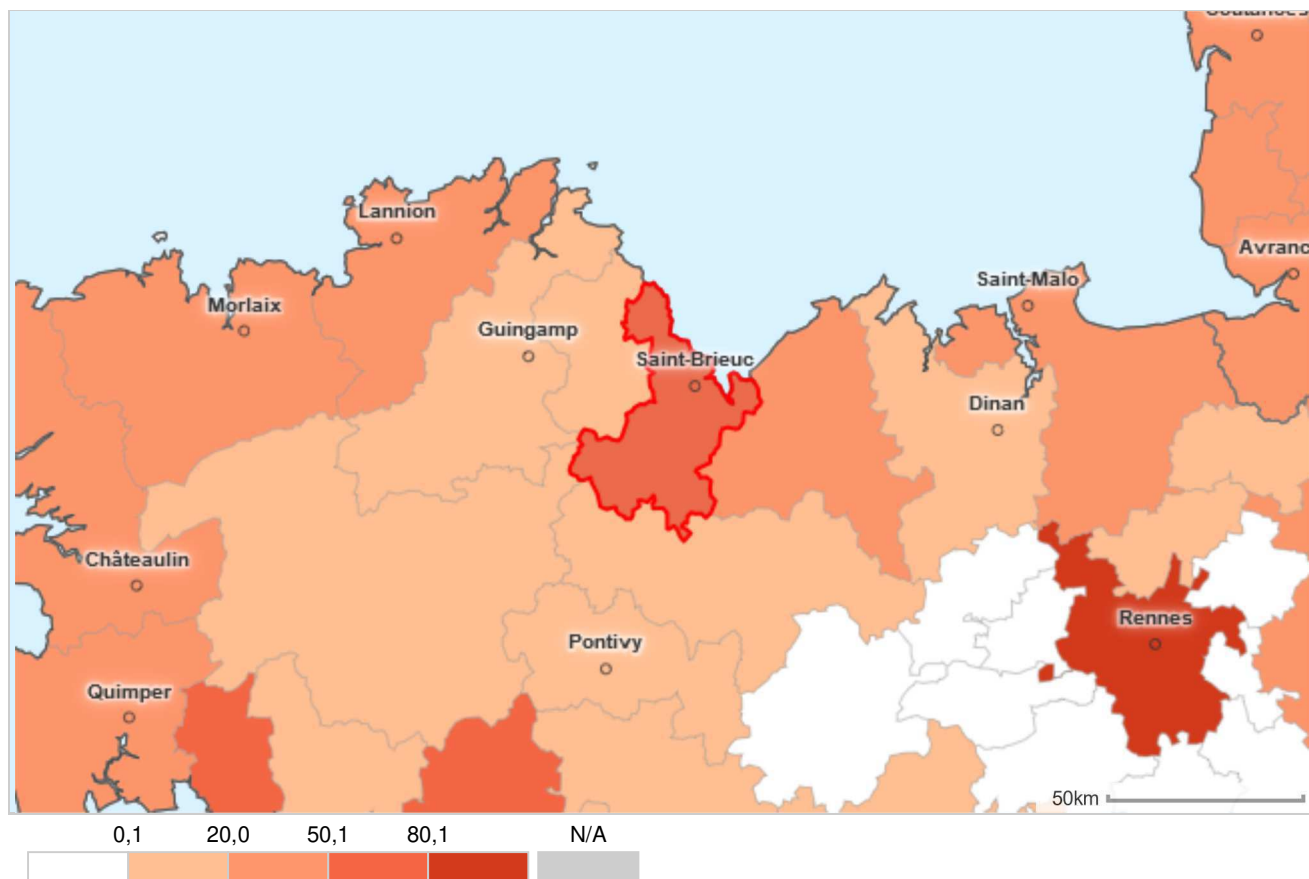 Lannion
Saint-Malo
Morlaix
Guingamp
Saint-Brieuc
Dinan
Châteaulin
Rennes
Pontivy
Quimper
50km
0,1 20,0 50,1 80,1 N/A